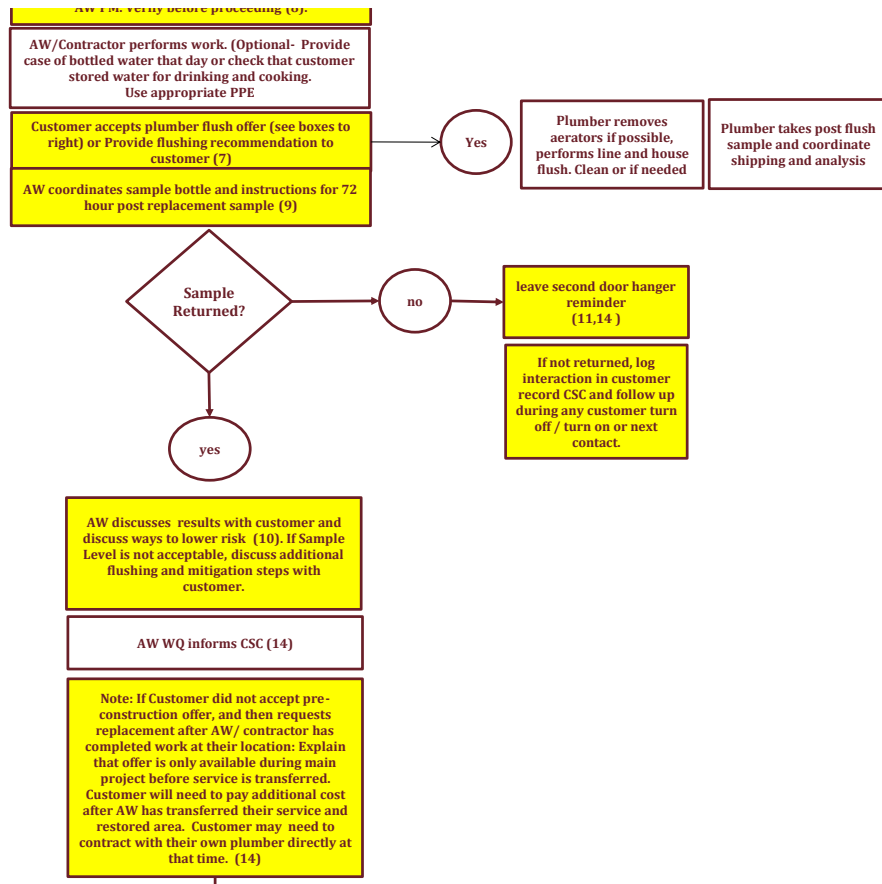 AW PM. Verify before proceeding (8).
AW/Contractor performs work. (Optional- Provide
case of bottled water that day or check that customer
stored water for drinking and cooking.
Use appropriate PPE
Customer accepts plumber flush offer (see boxes to
right) or Provide flushing recommendation to
customer (7)
Yes
Plumber removes
aerators if possible,
performs line and house
flush. Clean or if needed
Plumber takes post flush
sample and coordinate
shipping and analysis
AW coordinates sample bottle and instructions for 72
hour post replacement sample (9)
Sample
Returned?
no
leave second door hanger
reminder
(11,14 )
If not returned, log
interaction in customer
record CSC and follow up
during any customer turn
off / turn on or next
contact.
yes
AW discusses results with customer and
discuss ways to lower risk (10). If Sample
Level is not acceptable, discuss additional
flushing and mitigation steps with
customer.
AW WQ informs CSC (14)
Note: If Customer did not accept pre-
construction offer, and then requests
replacement after AW/ contractor has
completed work at their location: Explain
that offer is only available during main
project before service is transferred.
Customer will need to pay additional cost
after AW has transferred their service and
restored area. Customer may need to
contract with their own plumber directly at
that time. (14)